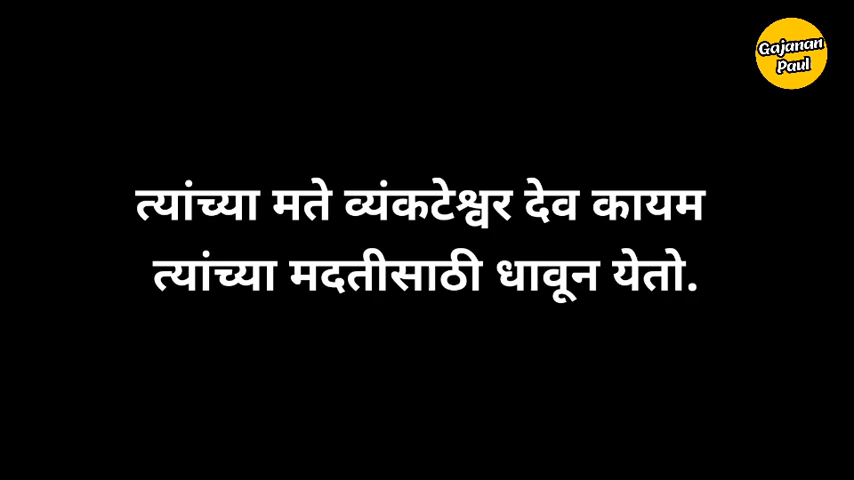 Gajanan
Paul
त्यांच्या मते व्यंकटेश्वर देव कायम
त्यांच्या मदतीसाठी धावून येतो.